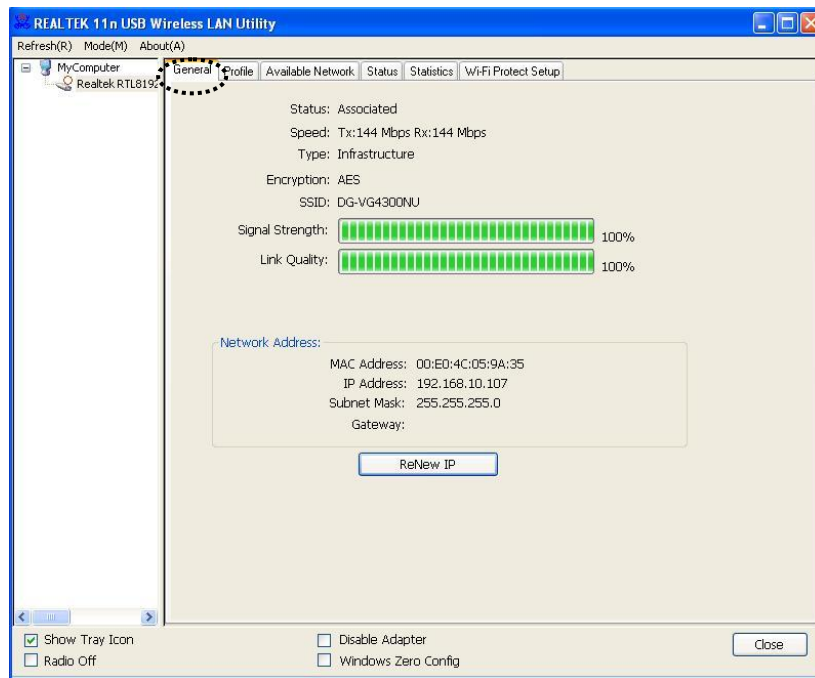 REALTEK 11n USB Wireless LAN Utility
Refresh(R) Mode(M) About(A)
MyComputer
Realtek RTL8192
General Profile Available Network Status Statistics Wi-Fi Protect Setup
Status: Associated
Speed: Tx:144 Mbps Rx:144 Mbps
Type: Infrastructure
Encryption: AES
SSID: DG-VG4300NU
Signal Strength: 100%
Link Quality: 100%
Network Address:
MAC Address: 00:E0:4C:05:9A:35
IP Address: 192.168.10.107
Subnet Mask: 255.255.255.0
Gateway:
ReNew IP
Show Tray Icon Disable Adapter Close
Radio Off Windows Zero Config